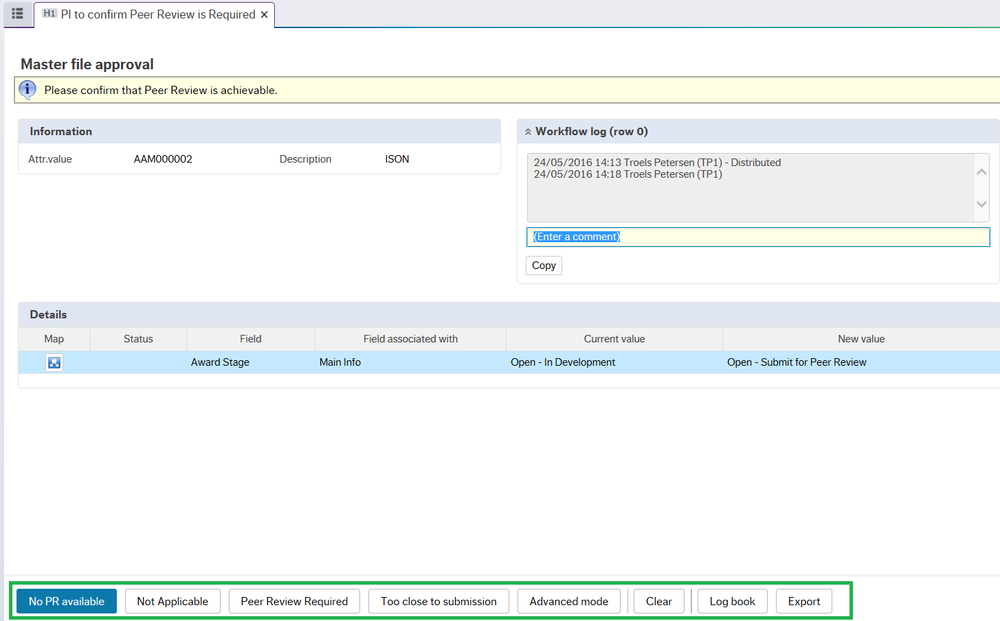 H1 PI to confirm Peer Review is Required ×
Master file approval
Please confirm that Peer Review is achievable.
Information
Attr.value AAM000002 Description ISON
Workflow log (row 0)
24/05/2016 14:13 Troels Petersen (TP1) - Distributed
24/05/2016 14:18 Troels Petersen (TP1)
(Enter a comment)
Copy
Details
Map Status Field Field associated with Current value New value
Award Stage Main Info Open - In Development Open - Submit for Peer Review
No PR available Not Applicable Peer Review Required Too close to submission Advanced mode Clear Log book Export